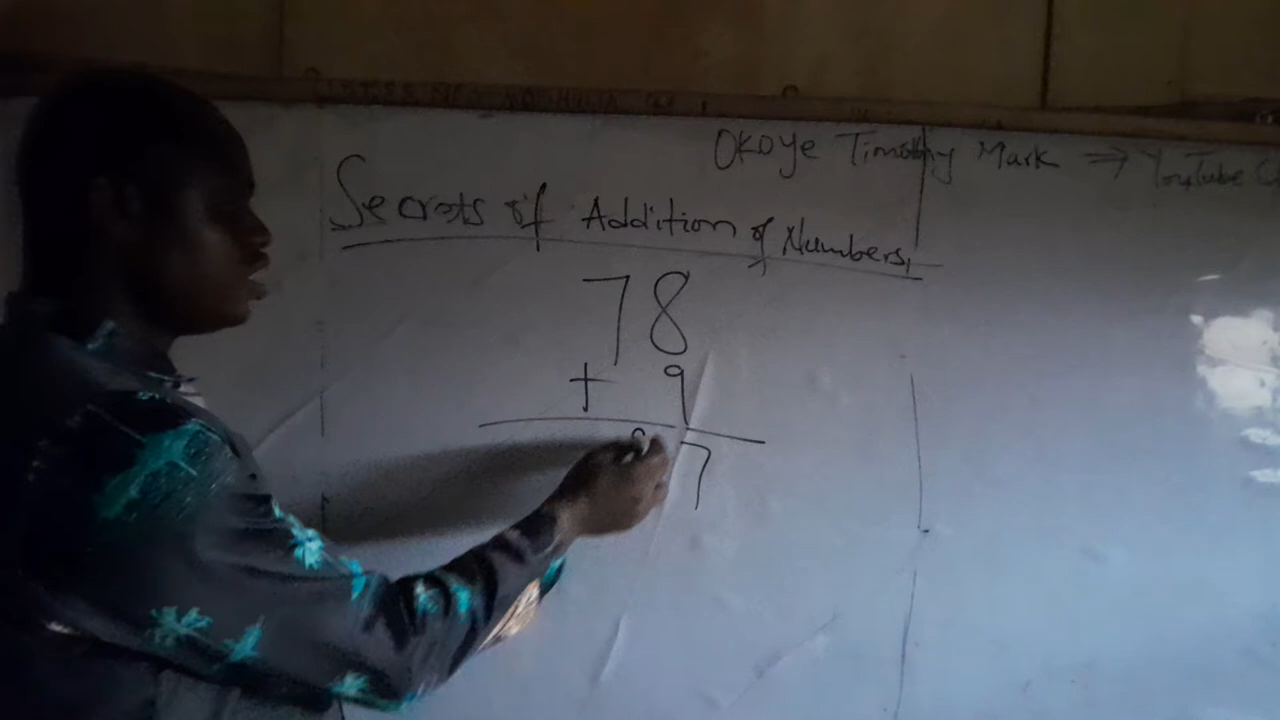 Okoye Timothy Mark ⇒ YouTube
Secrets of Addition of Numbers,
78
+ 9
7